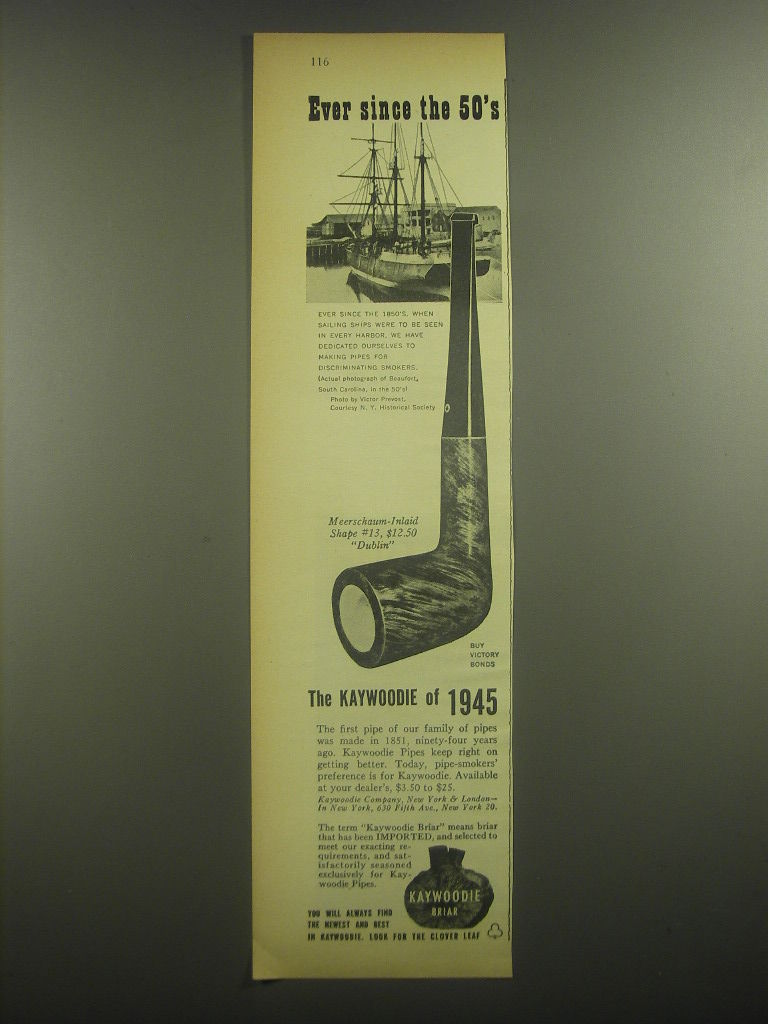 116
Ever since the 50's
EVER SINCE THE 1850'S, WHEN
SAILING SHIPS WERE TO BE SEEN
IN EVERY HARBOR, WE HAVE
DEDICATED OURSELVES TO
MAKING PIPES FOR
DISCRIMINATING SMOKERS.
(Actual photograph of Beaufort,
South Carolina, in the 50's)
Photo by Victor Prevost,
Courtesy N. Y. Historical Society
Meerschaum-Inlaid
Shape #13, $12.50
"Dublin"
BUY
VICTORY
BONDS
The KAYWOODIE of 1945
The first pipe of our family of pipes
was made in 1851, ninety-four years
ago. Kaywoodie Pipes keep right on
getting better. Today, pipe-smokers'
preference is for Kaywoodie. Available
at your dealer's, $3.50 to $25.
Kaywoodie Company, New York & London—
In New York, 630 Fifth Ave., New York 20.
The term "Kaywoodie Briar" means briar
that has been IMPORTED, and selected to
meet our exacting re-
quirements, and sat-
isfactorily seasoned
exclusively for Kay-
woodie Pipes.
KAYWOODIE
BRIAR
YOU WILL ALWAYS FIND
THE NEWEST AND BEST
IN KAYWOODIE. LOOK FOR THE CLOVER LEAF